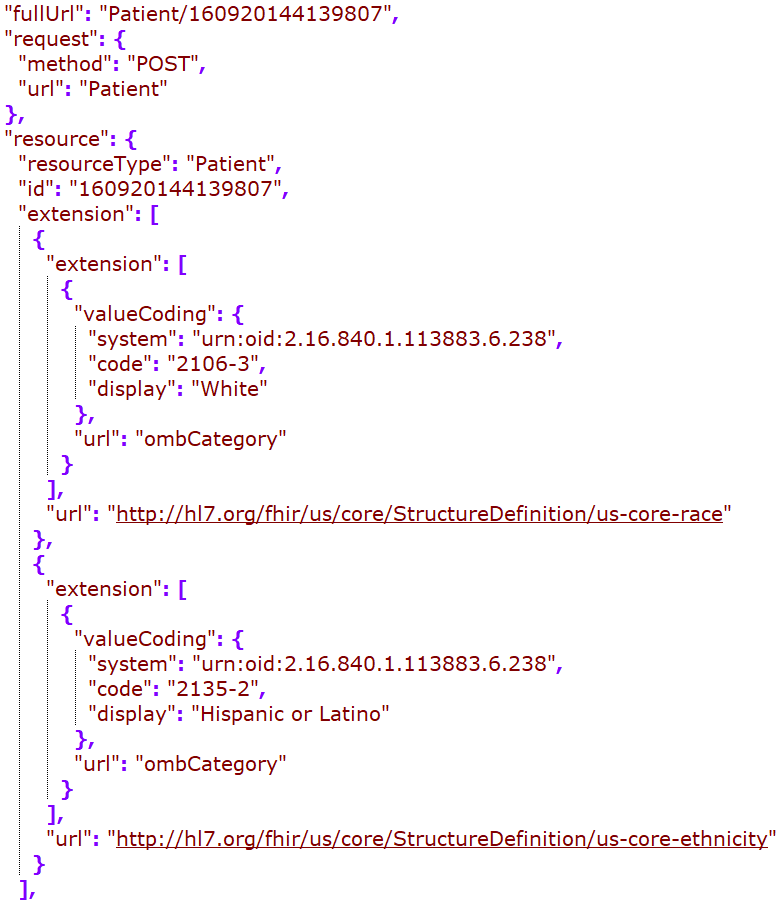 "fullUrl": "Patient/160920144139807",
"request": {
"method": "POST",
"url": "Patient"
},
"resource": {
"resourceType": "Patient",
"id": "160920144139807",
"extension": [
{
"extension": [
{
"valueCoding": {
"system": "urn:oid:2.16.840.1.113883.6.238",
"code": "2106-3",
"display": "White"
},
"url": "ombCategory"
}
],
"url": "http://hl7.org/fhir/us/core/StructureDefinition/us-core-race"
},
{
"extension": [
{
"valueCoding": {
"system": "urn:oid:2.16.840.1.113883.6.238",
"code": "2135-2",
"display": "Hispanic or Latino"
},
"url": "ombCategory"
}
],
"url": "http://hl7.org/fhir/us/core/StructureDefinition/us-core-ethnicity"
}
],